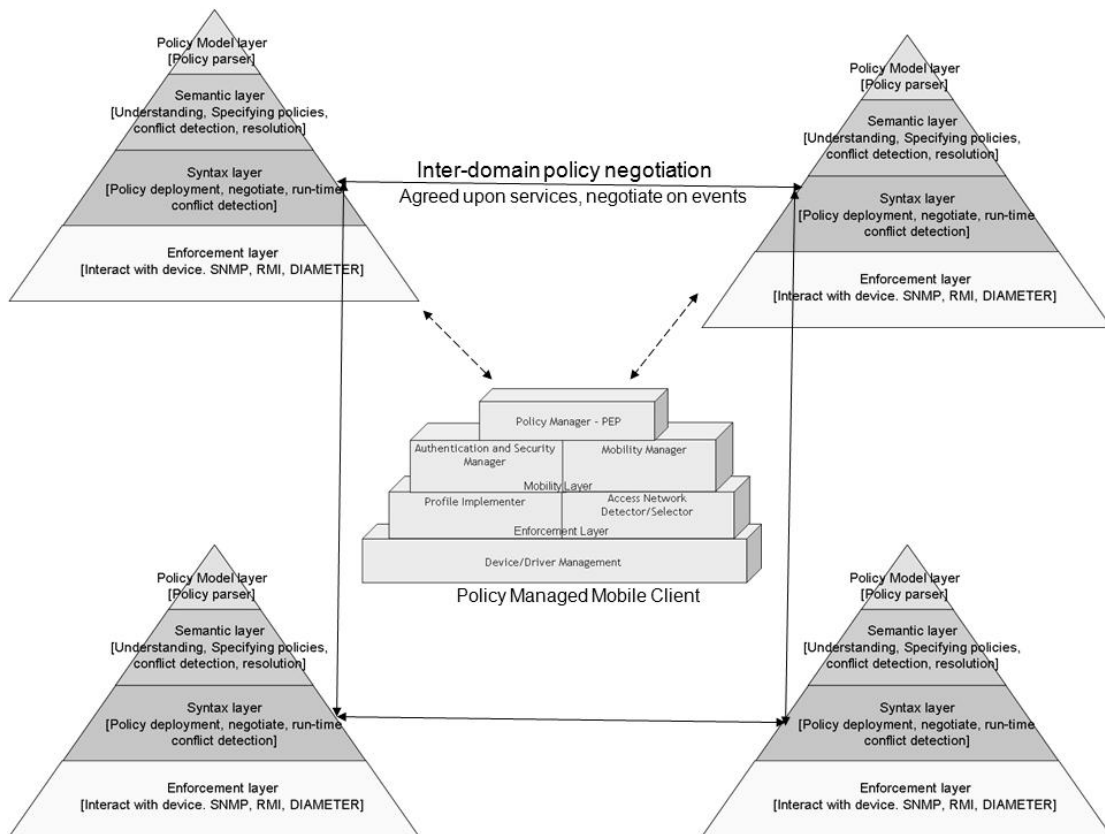 Policy Model layer
[Policy parser]
Semantic layer
[Understanding, Specifying policies,
conflict detection, resolution]
Syntax layer
[Policy deployment, negotiate, run-time
conflict detection]
Enforcement layer
[Interact with device. SNMP, RMI, DIAMETER]
Inter-domain policy negotiation
Agreed upon services, negotiate on events
Policy Model layer
[Policy parser]
Semantic layer
[Understanding, Specifying policies,
conflict detection, resolution]
Syntax layer
[Policy deployment, negotiate, run-time
conflict detection]
Enforcement layer
[Interact with device. SNMP, RMI, DIAMETER]
Policy Manager - PEP
Authentication and Security
Manager
Mobility Manager
Mobility Layer
Profile Implementer
Access Network
Detector/Selector
Enforcement Layer
Device/Driver Management
Policy Managed Mobile Client
Policy Model layer
[Policy parser]
Semantic layer
[Understanding, Specifying policies,
conflict detection, resolution]
Syntax layer
[Policy deployment, negotiate, run-time
conflict detection]
Enforcement layer
[Interact with device. SNMP, RMI, DIAMETER]
Policy Model layer
[Policy parser]
Semantic layer
[Understanding, Specifying policies,
conflict detection, resolution]
Syntax layer
[Policy deployment, negotiate, run-time
conflict detection]
Enforcement layer
[Interact with device. SNMP, RMI, DIAMETER]